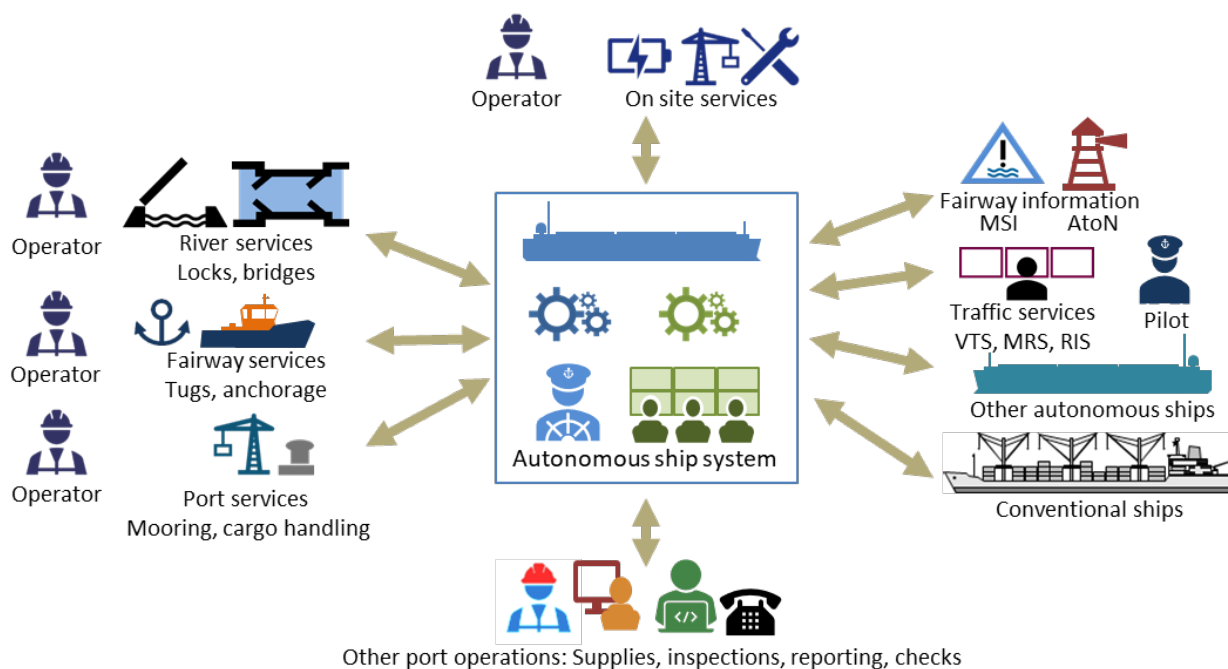 Operator
On site services
Operator
River services
Locks, bridges
Operator
Fairway services
Tugs, anchorage
Operator
Port services
Mooring, cargo handling
Autonomous ship system
Fairway information
MSI
AtoN
Traffic services
VTS, MRS, RIS
Pilot
Other autonomous ships
Conventional ships
Other port operations: Supplies, inspections, reporting, checks